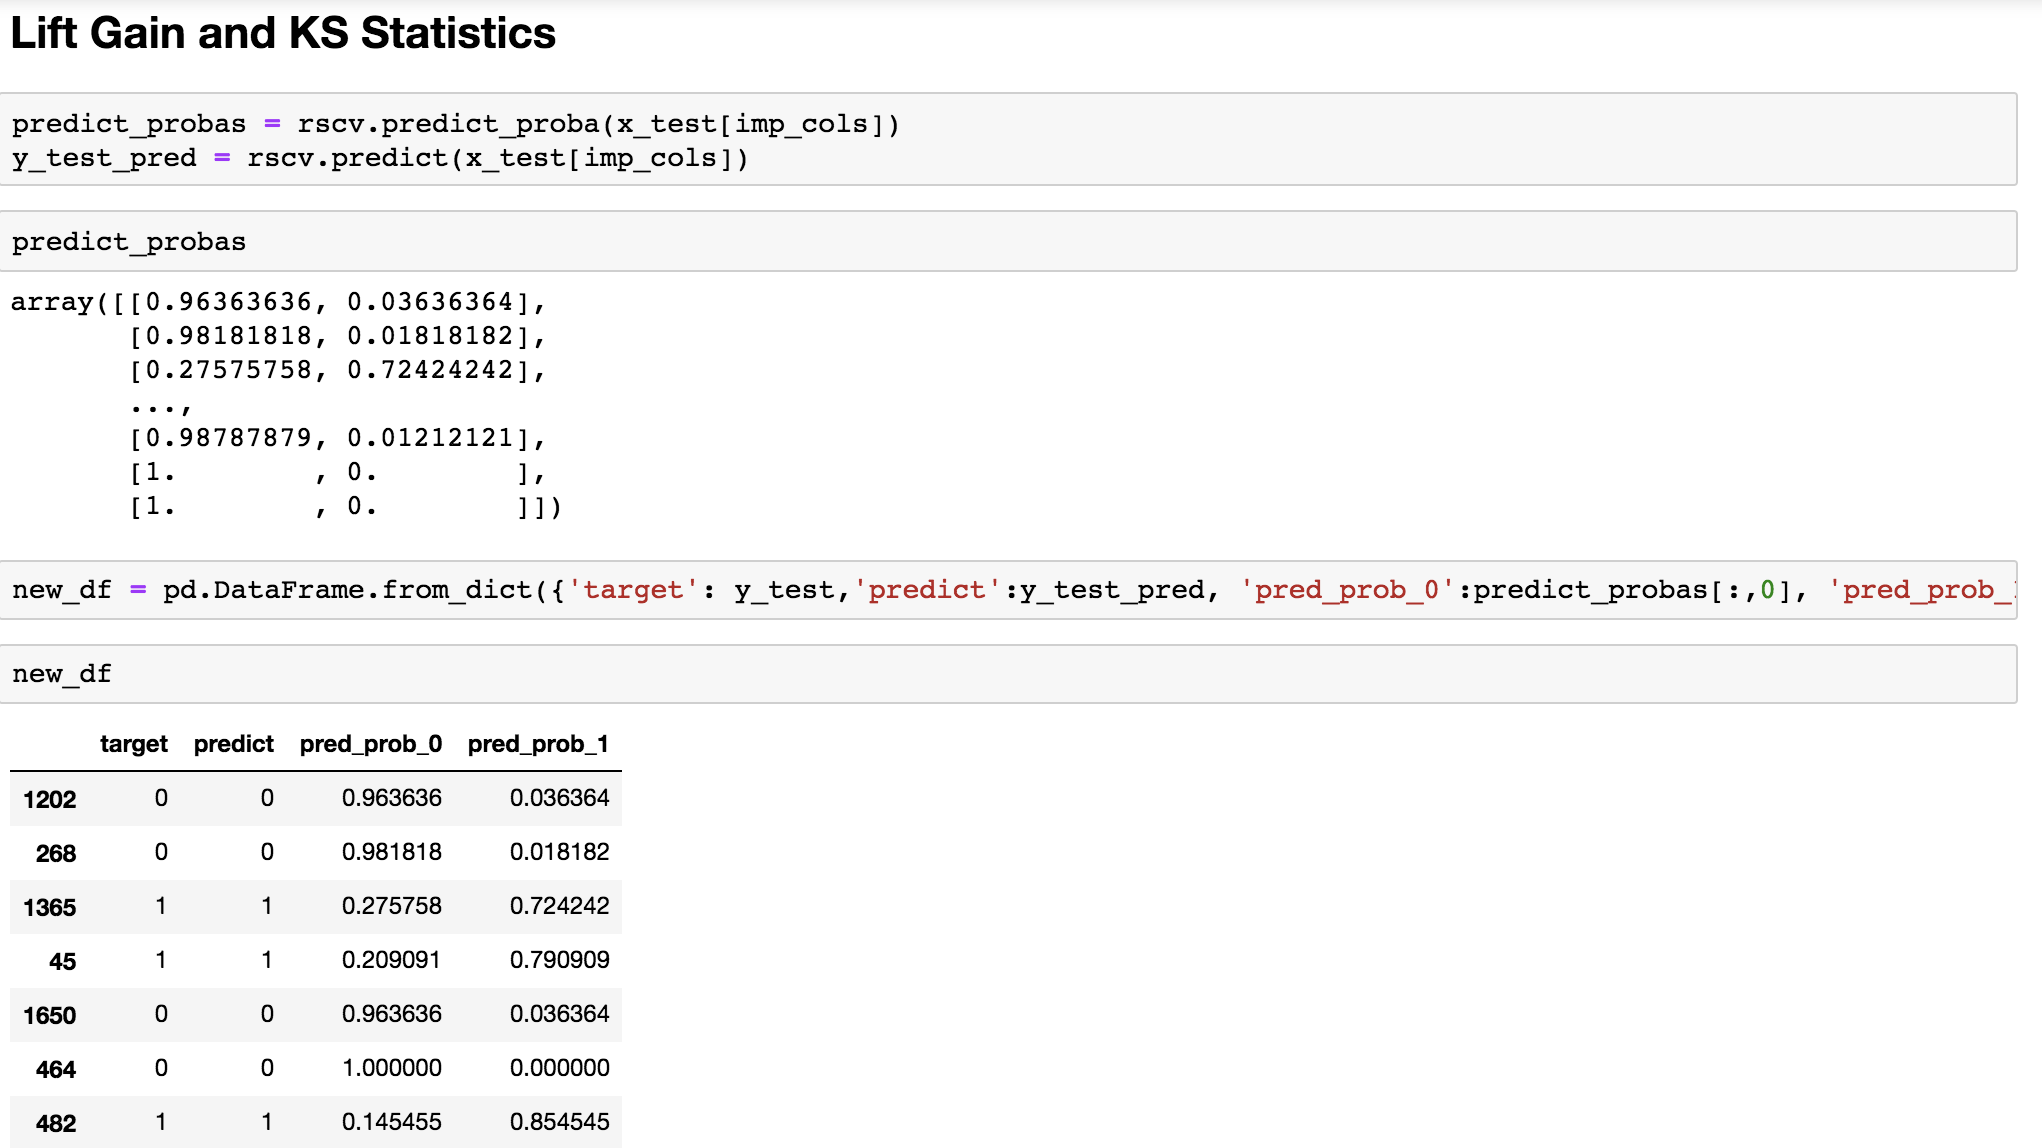 Lift Gain and KS Statistics
predict_probas = rscv.predict_proba(x_test[imp_cols])
y_test_pred = rscv.predict(x_test[imp_cols])
predict_probas
array([[0.96363636, 0.03636364],
       [0.98181818, 0.01818182],
       [0.27575758, 0.72424242],
       ...,
       [0.98787879, 0.01212121],
       [1.        , 0.        ],
       [1.        , 0.        ]])
new_df = pd.DataFrame.from_dict({'target': y_test,'predict':y_test_pred, 'pred_prob_0':predict_probas[:,0], 'pred_prob_
new_df
target predict pred_prob_0 pred_prob_1
1202 0 0 0.963636 0.036364
268 0 0 0.981818 0.018182
1365 1 1 0.275758 0.724242
45 1 1 0.209091 0.790909
1650 0 0 0.963636 0.036364
464 0 0 1.000000 0.000000
482 1 1 0.145455 0.854545